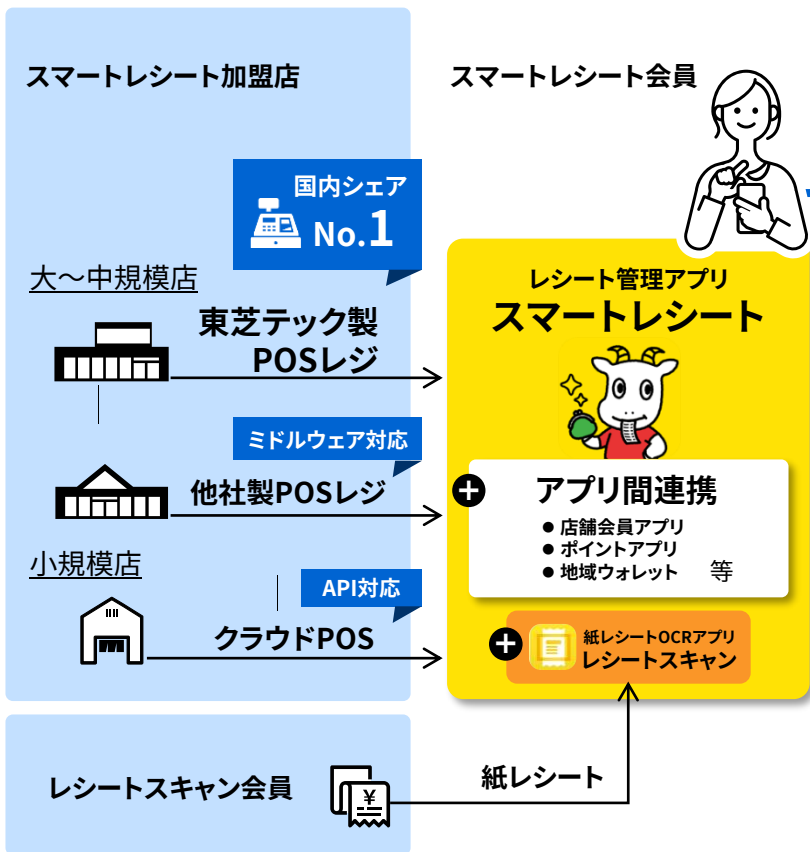 スマートレシート加盟店
スマートレシート会員
国内シェア
No.1
大〜中規模店
東芝テック製
POSレジ
ミドルウェア対応
他社製POSレジ
小規模店
API対応
クラウドPOS
レシート管理アプリ
スマートレシート
アプリ間連携
● 店舗会員アプリ
● ポイントアプリ
● 地域ウォレット 等
紙レシートOCRアプリ
レシートスキャン
レシートスキャン会員
¥
紙レシート